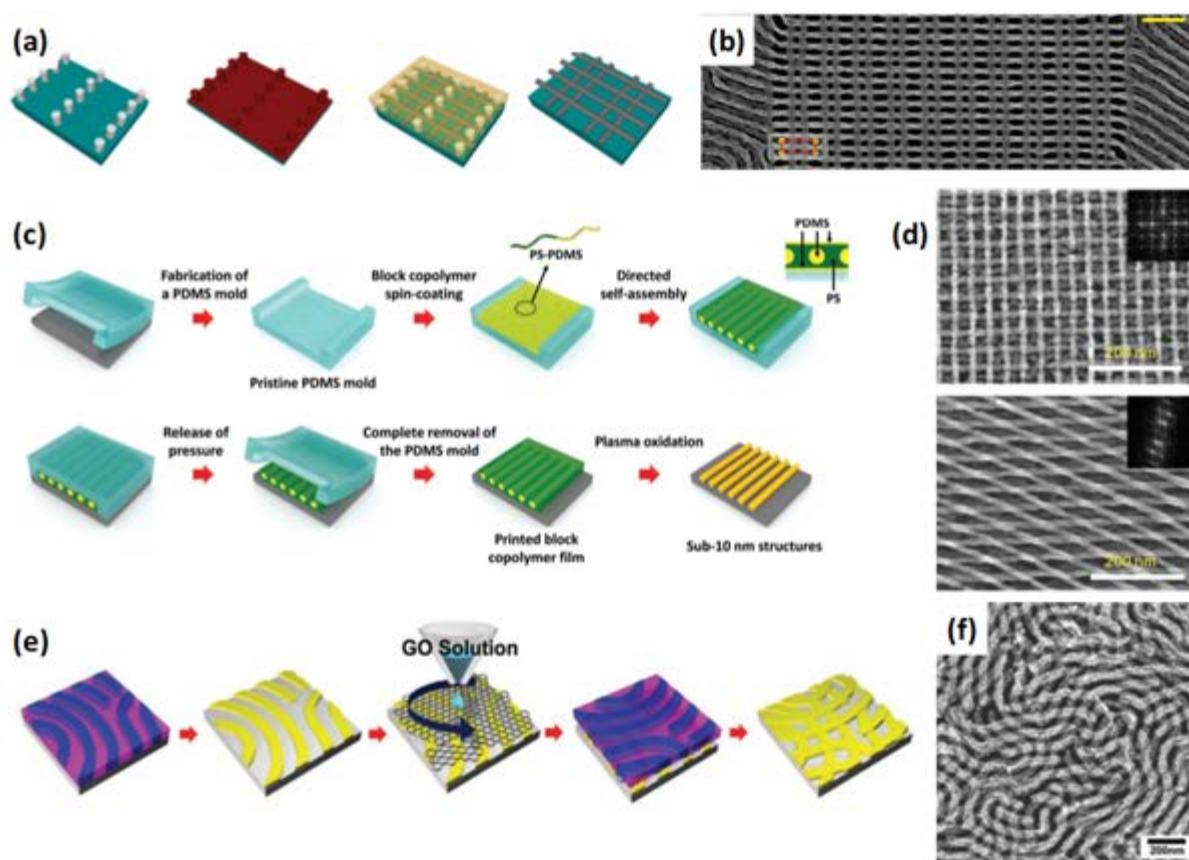 (a)
(b)
(c)
Fabrication of
a PDMS mold
Block copolymer
spin-coating
PS-PDMS
Directed
self-assembly
PDMS
PS
Pristine PDMS mold
Release of
pressure
Complete removal of
the PDMS mold
Plasma oxidation
Printed block
copolymer film
Sub-10 nm structures
(d)
200 nm
200 nm
(e)
GO Solution
(f)
200nm